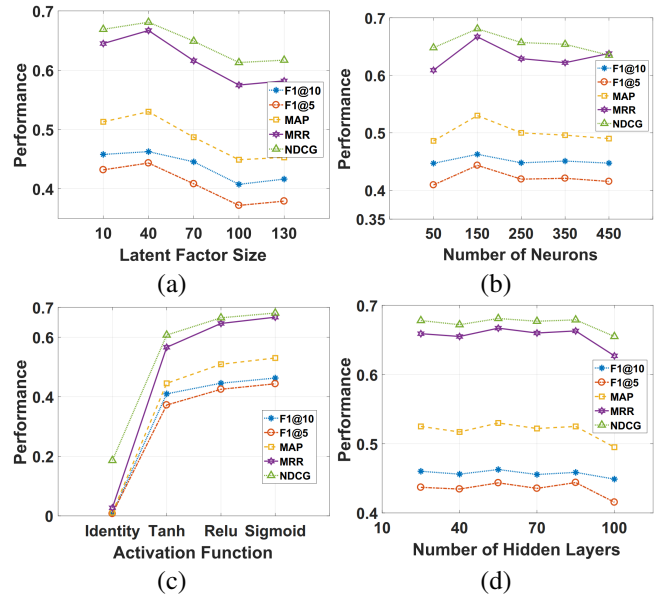 0.7
0.6
0.5
0.4
Performance
F1@10
F1@5
MAP
MRR
NDCG
10 40 70 100 130
Latent Factor Size
(a)
0.7
0.6
0.5
0.4
0.35
Performance
F1@10
F1@5
MAP
MRR
NDCG
50 150 250 350 450
Number of Neurons
(b)
0.7
0.6
0.4
0.2
0
Performance
F1@10
F1@5
MAP
MRR
NDCG
Identity Tanh Relu Sigmoid
Activation Function
(c)
0.7
0.6
0.5
0.4
Performance
F1@10
F1@5
MAP
MRR
NDCG
10 40 70 100
Number of Hidden Layers
(d)